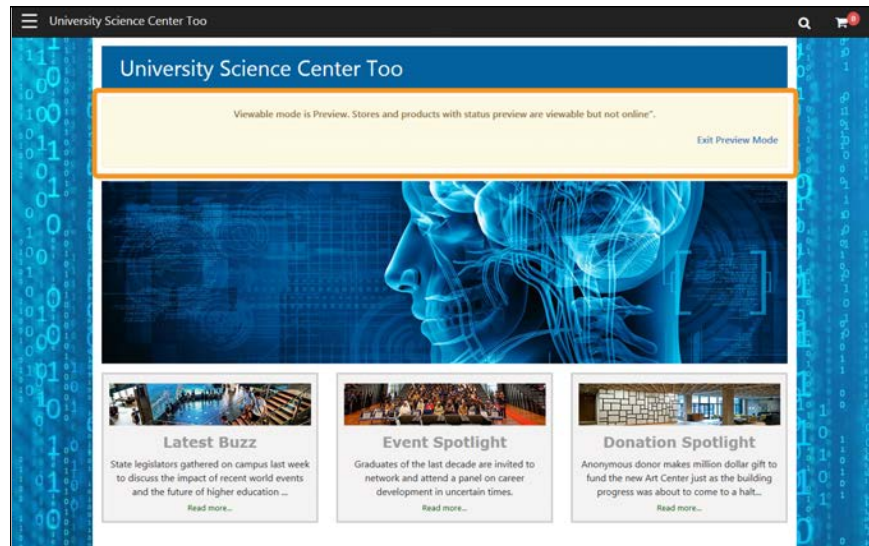 University Science Center Too
0
University Science Center Too
Viewable mode is Preview. Stores and products with status preview are viewable but not online".
Exit Preview Mode
Latest Buzz
State legislators gathered on campus last week
to discuss the impact of recent world events
and the future of higher education ...
Read more...
Event Spotlight
Graduates of the last decade are invited to
network and attend a panel on career
development in uncertain times.
Read more...
Donation Spotlight
Anonymous donor makes million dollar gift to
fund the new Art Center just as the building
progress was about to come to a halt...
Read more...